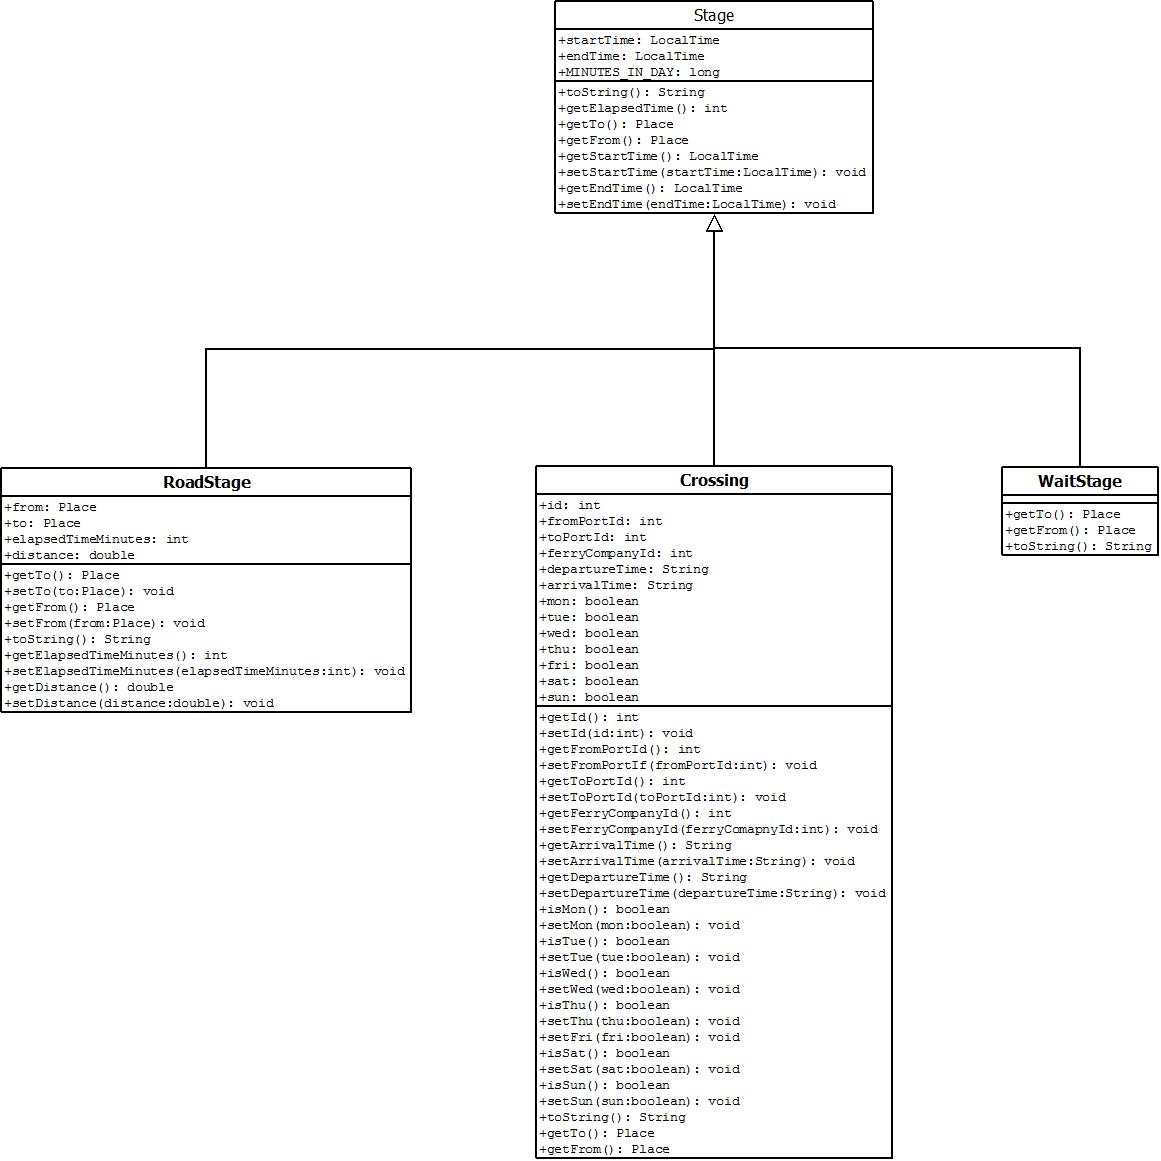 Stage
+startTime: LocalTime
+endTime: LocalTime
+MINUTES_IN_DAY: long
+toString(): String
+getElapsedTime(): int
+getTo(): Place
+getFrom(): Place
+getStartTime(): LocalTime
+setStartTime(startTime:LocalTime): void
+getEndTime(): LocalTime
+setEndTime(endTime:LocalTime): void
RoadStage
+from: Place
+to: Place
+elapsedTimeMinutes: int
+distance: double
+getTo(): Place
+setTo(to:Place): void
+getFrom(): Place
+setFrom(from:Place): void
+toString(): String
+getElapsedTimeMinutes(): int
+setElapsedTimeMinutes(elapsedTimeMinutes:int): void
+getDistance(): double
+setDistance(distance:double): void
Crossing
+id: int
+fromPortId: int
+toPortId: int
+ferryCompanyId: int
+departureTime: String
+arrivalTime: String
+mon: boolean
+tue: boolean
+wed: boolean
+thu: boolean
+fri: boolean
+sat: boolean
+sun: boolean
+getId(): int
+setId(id:int): void
+getFromPortId(): int
+setFromPortIf(fromPortId:int): void
+getToPortId(): int
+setToPortId(toPortId:int): void
+getFerryCompanyId(): int
+setFerryCompanyId(ferryComapnyId:int): void
+getArrivalTime(): String
+setArrivalTime(arrivalTime:String): void
+getDepartureTime(): String
+setDepartureTime(departureTime:String): void
+isMon(): boolean
+setMon(mon:boolean): void
+isTue(): boolean
+setTue(tue:boolean): void
+isWed(): boolean
+setWed(wed:boolean): void
+isThu(): boolean
+setThu(thu:boolean): void
+setFri(fri:boolean): void
+isSat(): boolean
+setSat(sat:boolean): void
+isSun(): boolean
+setSun(sun:boolean): void
+toString(): String
+getTo(): Place
+getFrom(): Place
WaitStage
+getTo(): Place
+getFrom(): Place
+toString(): String